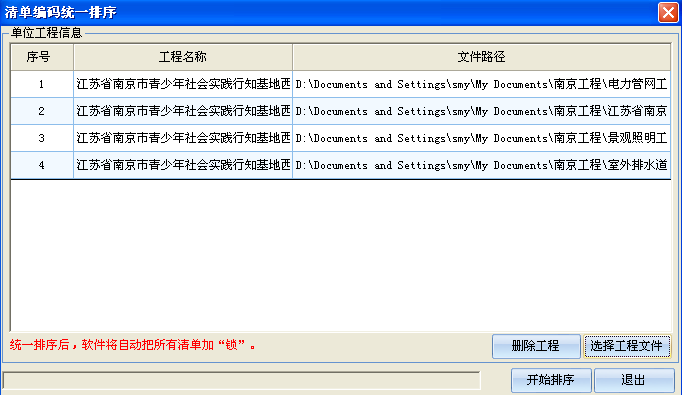 清单编码统一排序
单位工程信息
序号 工程名称 文件路径
1 江苏省南京市青少年社会实践行知基地西 D:\Documents and Settings\smy\My Documents\南京工程\电力管网工
2 江苏省南京市青少年社会实践行知基地西 D:\Documents and Settings\smy\My Documents\南京工程\江苏省南京
3 江苏省南京市青少年社会实践行知基地西 D:\Documents and Settings\smy\My Documents\南京工程\景观照明工
4 江苏省南京市青少年社会实践行知基地西 D:\Documents and Settings\smy\My Documents\南京工程\室外排水道
统一排序后，软件将自动把所有清单加“锁”。 删除工程 选择工程文件
开始排序 退出